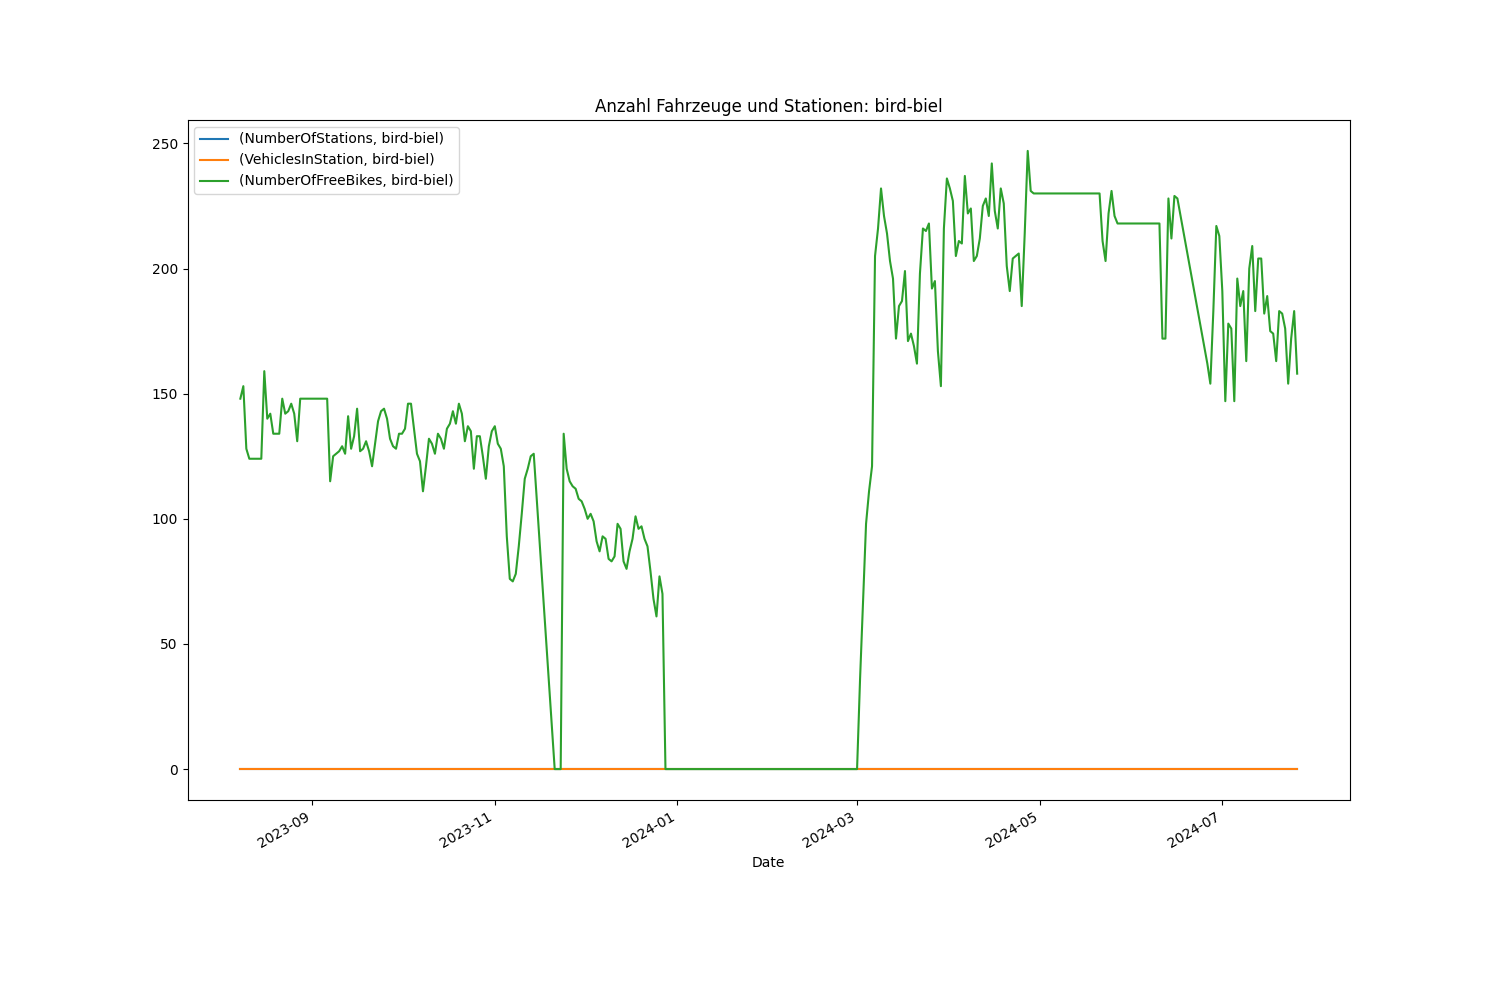 Anzahl Fahrzeuge und Stationen: bird-biel
(NumberOfStations, bird-biel)
(VehiclesInStation, bird-biel)
(NumberOfFreeBikes, bird-biel)
250
200
150
100
50
0
2023-09
2023-11
2024-01
2024-03
2024-05
2024-07
Date